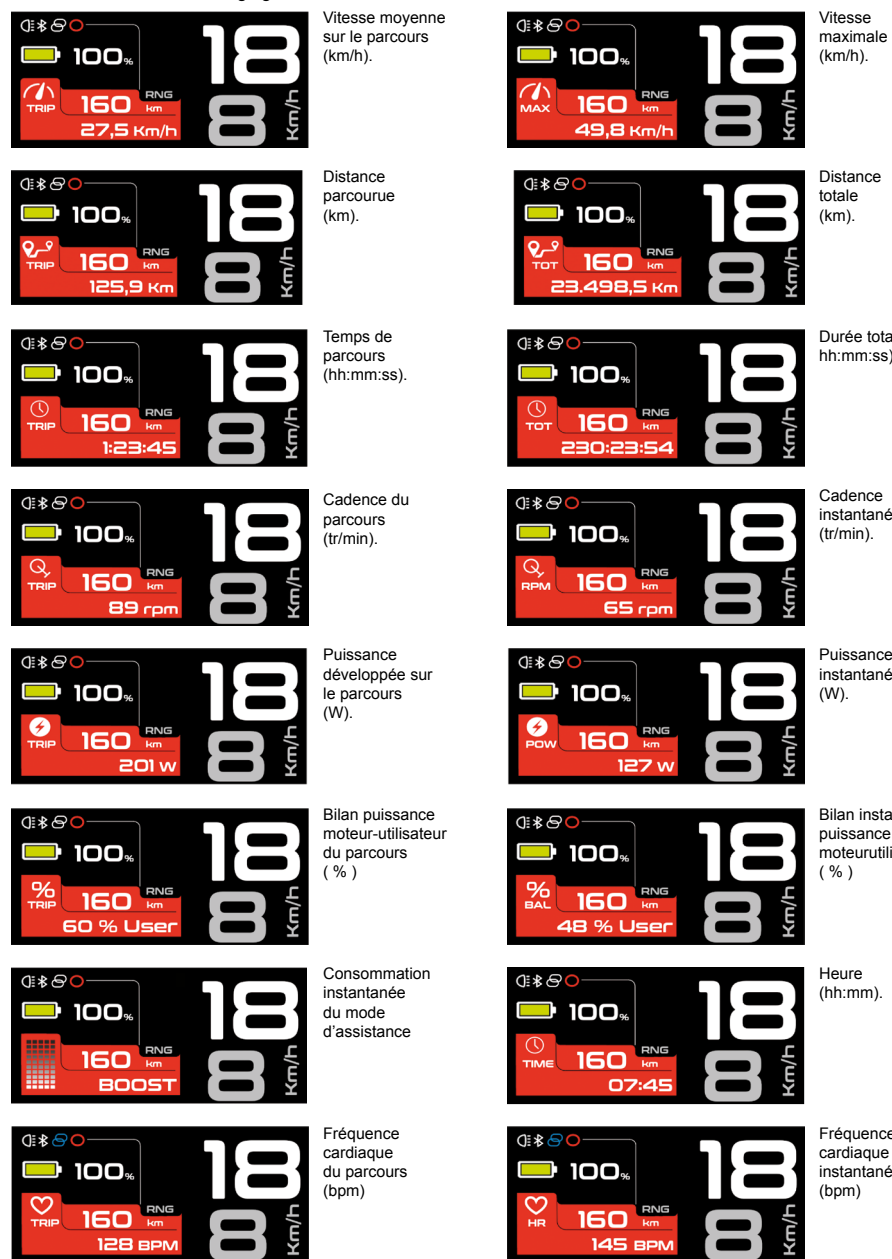 100%
TRIP
160 km
RNG
27,5 Km/h
18
8
Km/h
Vitesse moyenne
sur le parcours
(km/h).
100%
MAX
160 km
RNG
49,8 Km/h
18
8
Km/h
Vitesse
maximale
(km/h).
100%
TRIP
160 km
RNG
125,9 Km
18
8
Km/h
Distance
parcourue
(km).
100%
TOT
160 km
RNG
23.498,5 Km
18
8
Km/h
Distance
totale
(km).
100%
TRIP
160 km
RNG
1:23:45
18
8
Km/h
Temps de
parcours
(hh:mm:ss).
100%
TOT
160 km
RNG
230:23:54
18
8
Km/h
Durée tota
hh:mm:ss)
100%
TRIP
160 km
RNG
89 rpm
18
8
Km/h
Cadence du
parcours
(tr/min).
100%
RPM
160 km
RNG
65 rpm
18
8
Km/h
Cadence
instantané
(tr/min).
100%
TRIP
160 km
RNG
201 W
18
8
Km/h
Puissance
développée sur
le parcours
(W).
100%
POW
160 km
RNG
127 W
18
8
Km/h
Puissance
instantané
(W).
100%
%
TRIP
160 km
RNG
60 % User
18
8
Km/h
Bilan puissance
moteur-utilisateur
du parcours
( % )
100%
%
BAL
160 km
RNG
48 % User
18
8
Km/h
Bilan insta
puissance
moteurutili
( % )
100%
160 km
RNG
BOOST
18
8
Km/h
Consommation
instantanée
du mode
d'assistance
100%
TIME
160 km
RNG
07:45
18
8
Km/h
Heure
(hh:mm).
100%
TRIP
160 km
RNG
128 BPM
18
8
Km/h
Fréquence
cardiaque
du parcours
(bpm)
100%
HR
160 km
RNG
145 BPM
18
8
Km/h
Fréquence
cardiaque
instantané
(bpm)